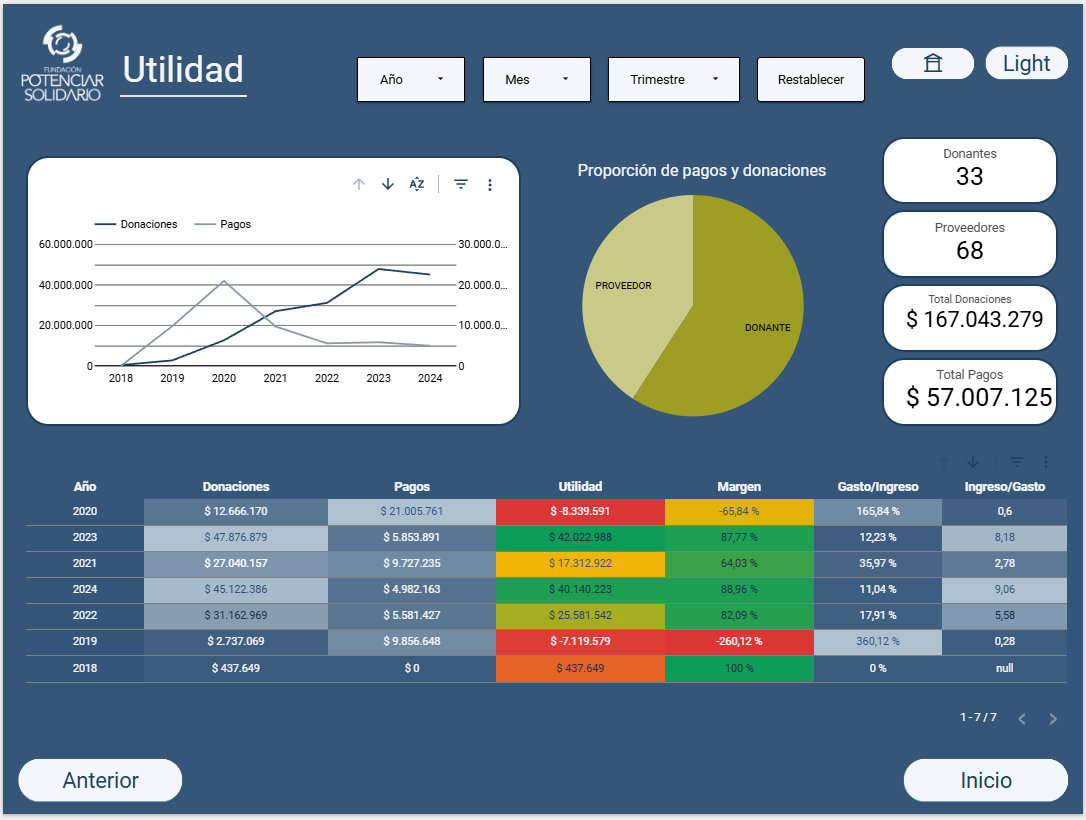 FUNDACIÓN
POTENCIAR
SOLIDARIO
Utilidad
Año
Mes
Trimestre
Restablecer
Light
Donaciones Pagos
60.000.000 30.000.0...
40.000.000 20.000.0...
20.000.000 10.000.0...
0 0
2018 2019 2020 2021 2022 2023 2024
Proporción de pagos y donaciones
PROVEEDOR
DONANTE
Donantes
33
Proveedores
68
Total Donaciones
$ 167.043.279
Total Pagos
$ 57.007.125
Año Donaciones Pagos Utilidad Margen Gasto/Ingreso Ingreso/Gasto
2020 $ 12.666.170 $ 21.005.761 $ -8.339.591 -65,84 % 165,84 % 0,6
2023 $ 47.876.879 $ 5.853.891 $ 42.022.988 87,77 % 12,23 % 8,18
2021 $ 27.040.157 $ 9.727.235 $ 17.312.922 64,03 % 35,97 % 2,78
2024 $ 45.122.386 $ 4.982.163 $ 40.140.223 88,96 % 11,04 % 9,06
2022 $ 31.162.969 $ 5.581.427 $ 25.581.542 82,09 % 17,91 % 5,58
2019 $ 2.737.069 $ 9.856.648 $ -7.119.579 -260,12 % 360,12 % 0,28
2018 $ 437.649 $ 0 $ 437.649 100 % 0 % null
1 - 7 / 7
Anterior
Inicio